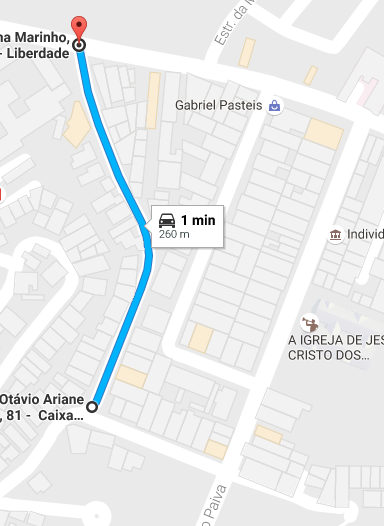 na Marinho,
- Liberdade
Estr. da M
Gabriel Pasteis
1 min
260 m
Individ
A IGREJA DE JES
CRISTO DOS...
Otávio Ariane
, 81 - Caixa...
o Paiva